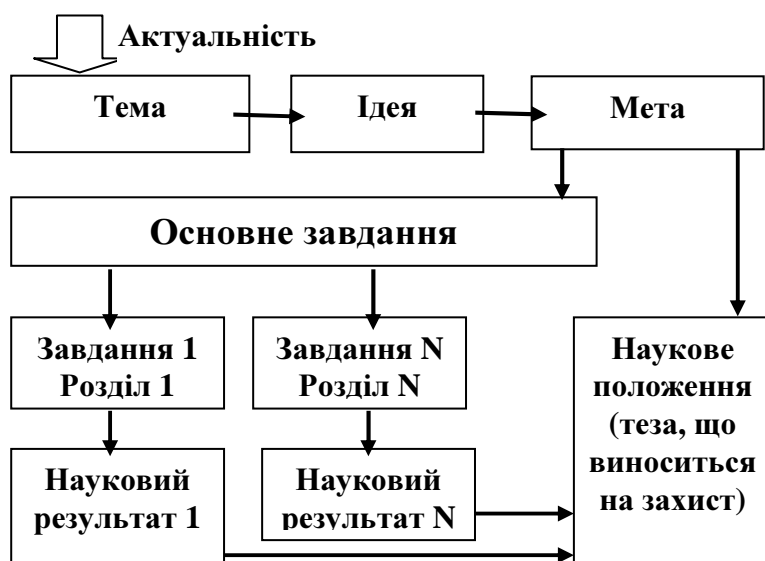 Актуальність
Тема
Ідея
Мета
Основне завдання
Завдання 1
Розділ 1
Завдання N
Розділ N
Наукове
положення
(теза, що
виноситься
на захист)
Науковий
результат 1
Науковий
результат N